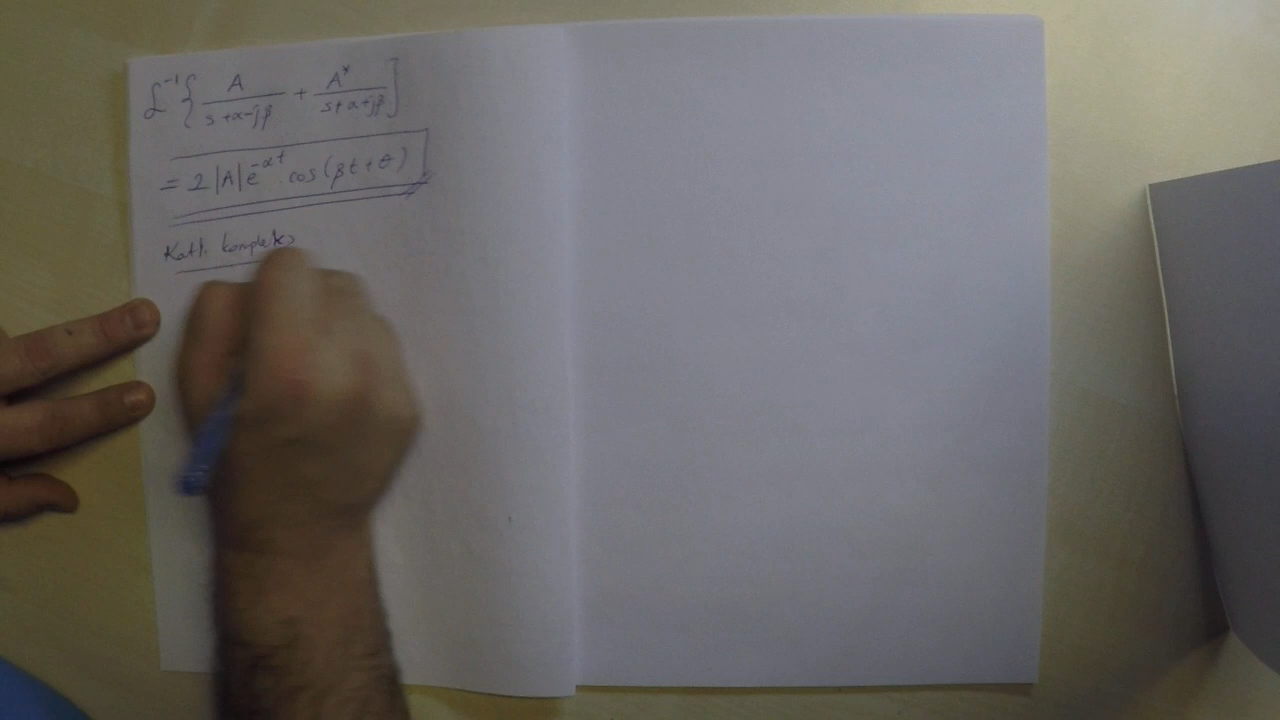 ℒ⁻¹{ A/(s+α-jβ) + A*/(s+α+jβ) ]
= 2|A|e^-αt cos(βt+θ)
Katlı kompleks